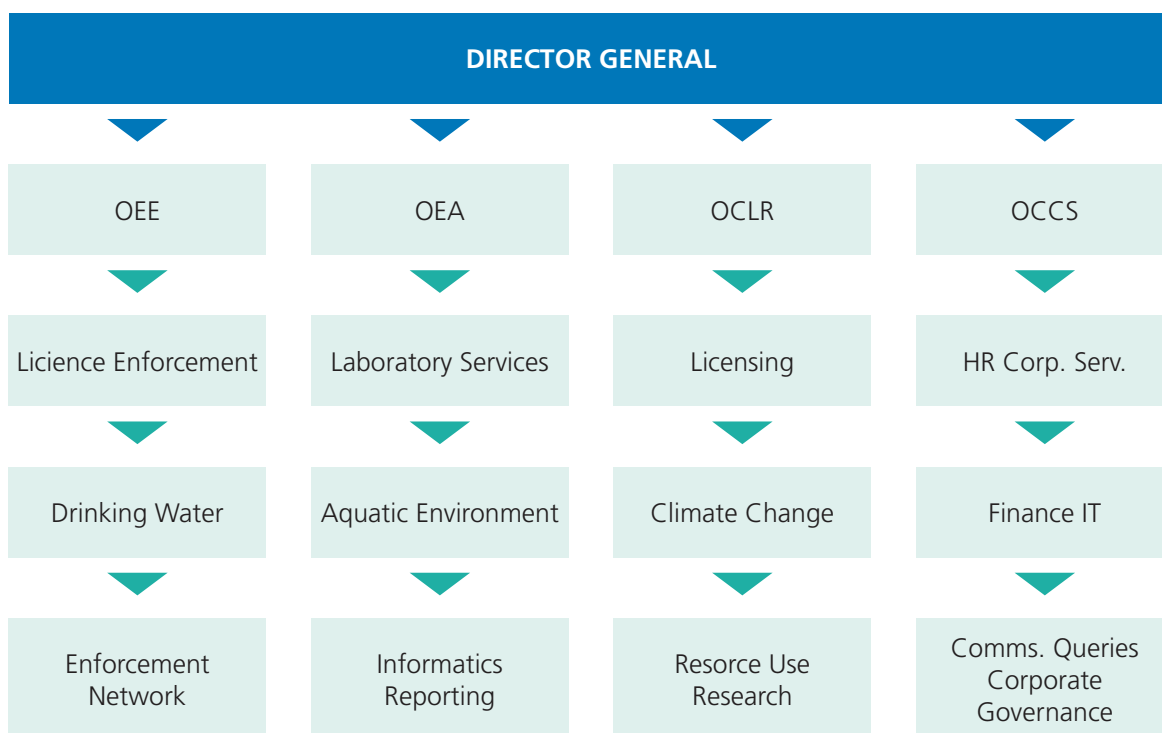 DIRECTOR GENERAL
OEE
OEA
OCLR
OCCS
Licience Enforcement
Laboratory Services
Licensing
HR Corp. Serv.
Drinking Water
Aquatic Environment
Climate Change
Finance IT
Enforcement
Network
Informatics
Reporting
Resorce Use
Research
Comms. Queries
Corporate
Governance